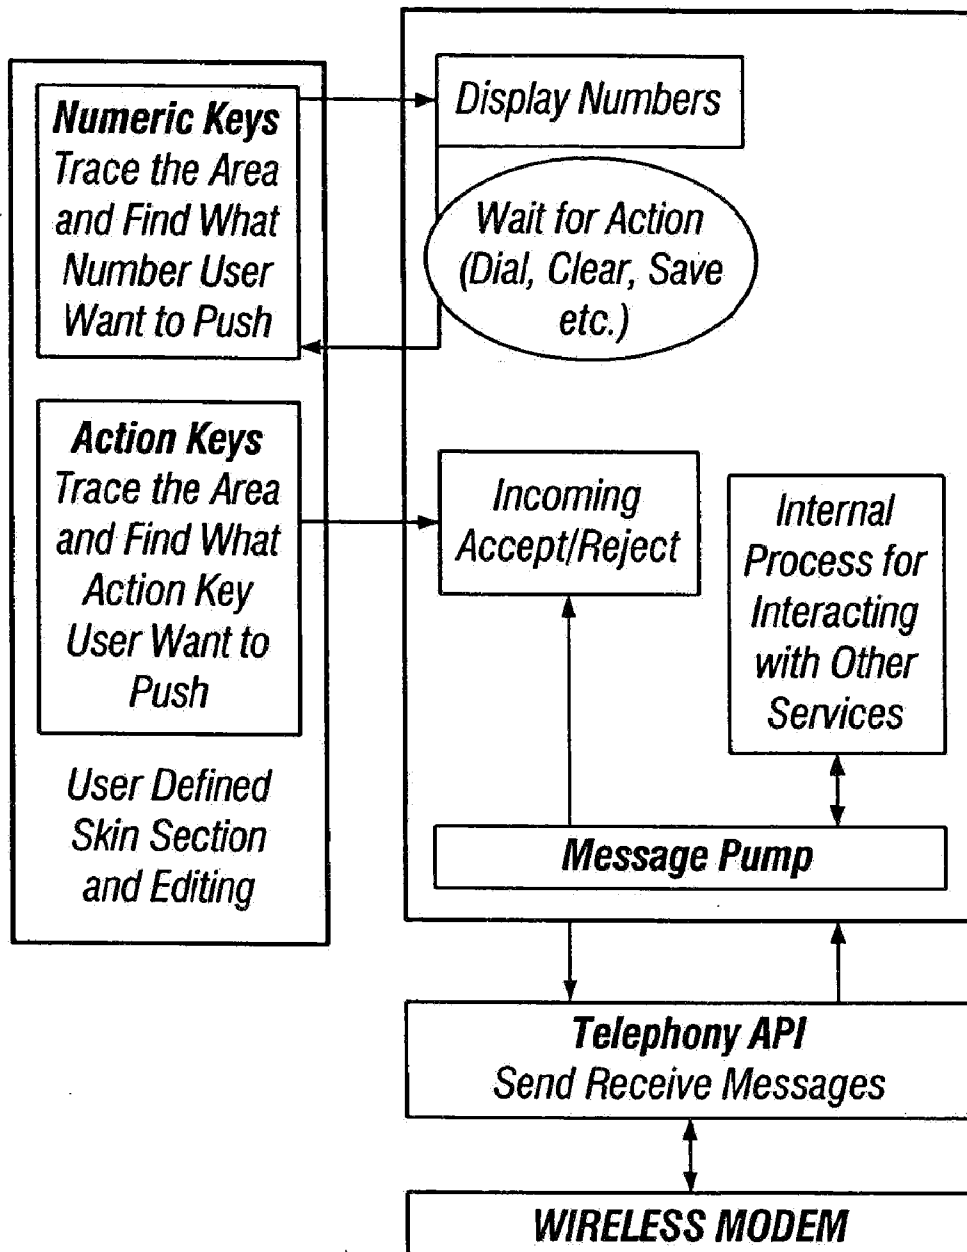 Numeric Keys
Trace the Area
and Find What
Number User
Want to Push
Action Keys
Trace the Area
and Find What
Action Key
User Want to
Push
User Defined
Skin Section
and Editing
Display Numbers
Wait for Action
(Dial, Clear, Save
etc.)
Incoming
Accept/Reject
Internal
Process for
Interacting
with Other
Services
Message Pump
Telephony API
Send Receive Messages
WIRELESS MODEM